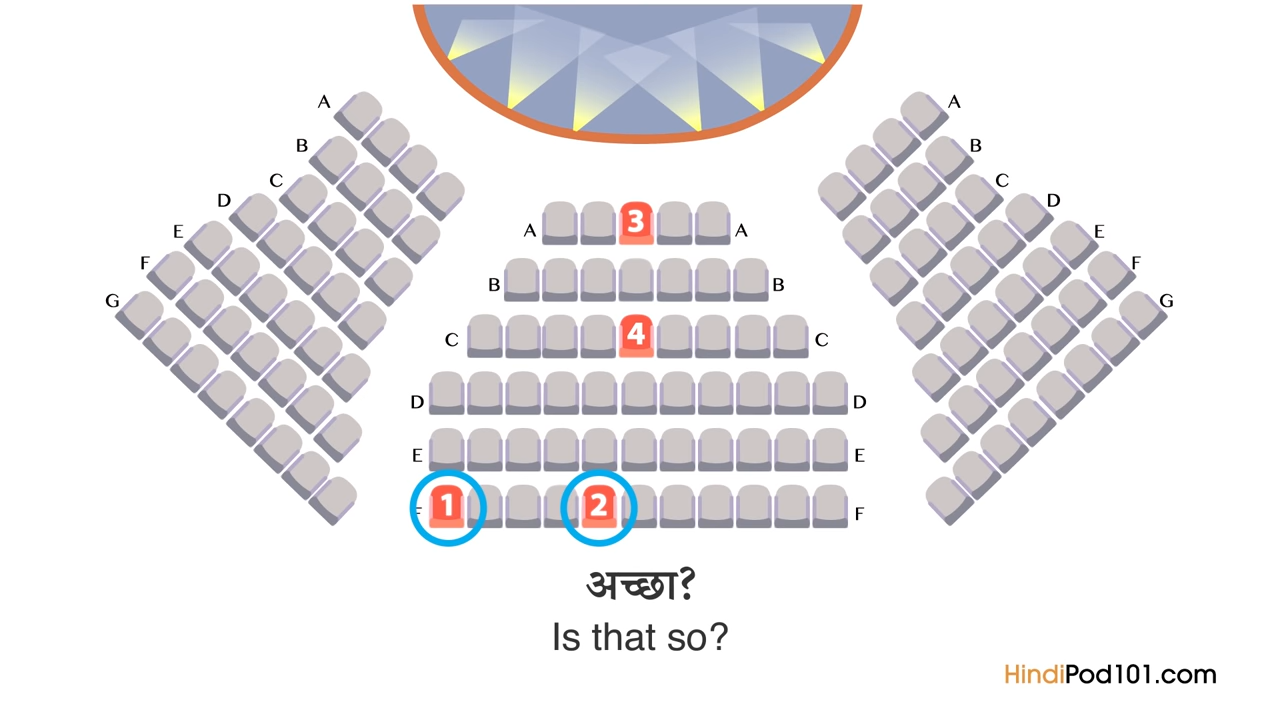 A
B
C
D
E
F
G
A
B
C
D
E
F
G
A 3 A
B B
C 4 C
D D
E E
F 1 2 F
अच्छा?
Is that so?
HindiPod101.com